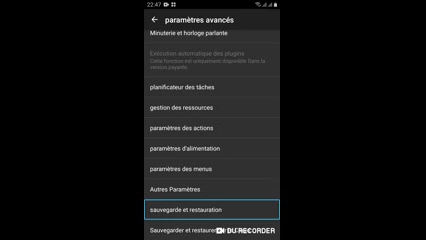 22:47
paramètres avancés
Minuterie et horloge parlante
Exécution automatique des plugins
Cette fonction est uniquement disponible dans la
version payante.
planificateur des tâches
gestion des ressources
paramètres des actions
paramètres d'alimentation
paramètres des menus
Autres Paramètres
sauvegarde et restauration
Sauvegarder et restaurer
DU RECORDER